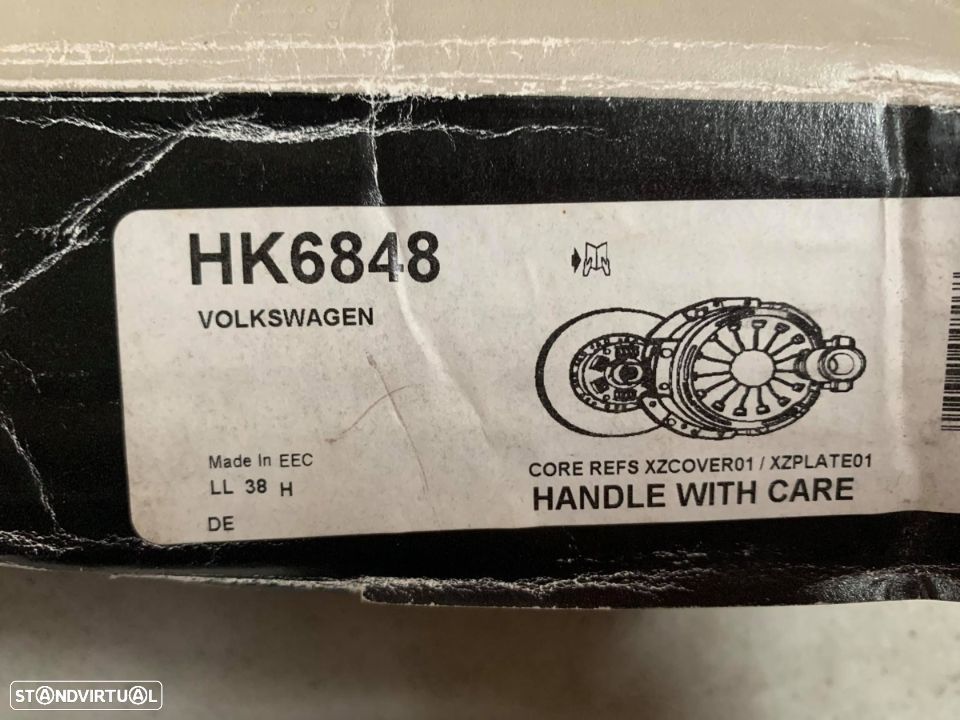 HK6848
VOLKSWAGEN
Made In EEC
LL 38 H
DE
CORE REFS XZCOVER01 / XZPLATE01
HANDLE WITH CARE
STANDVIRTUAL